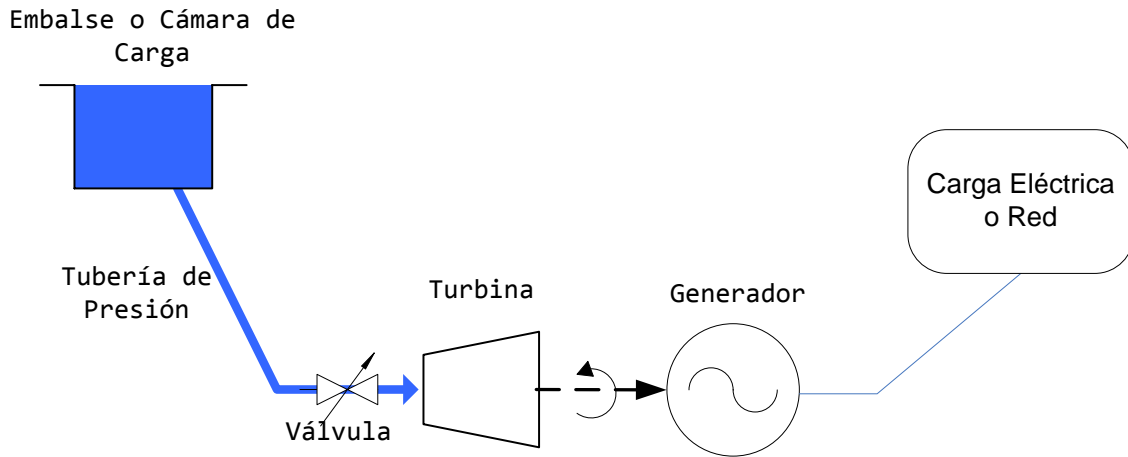 Embalse o Cámara de
Carga
Carga Eléctrica
o Red
Tubería de
Presión
Turbina
Generador
Válvula